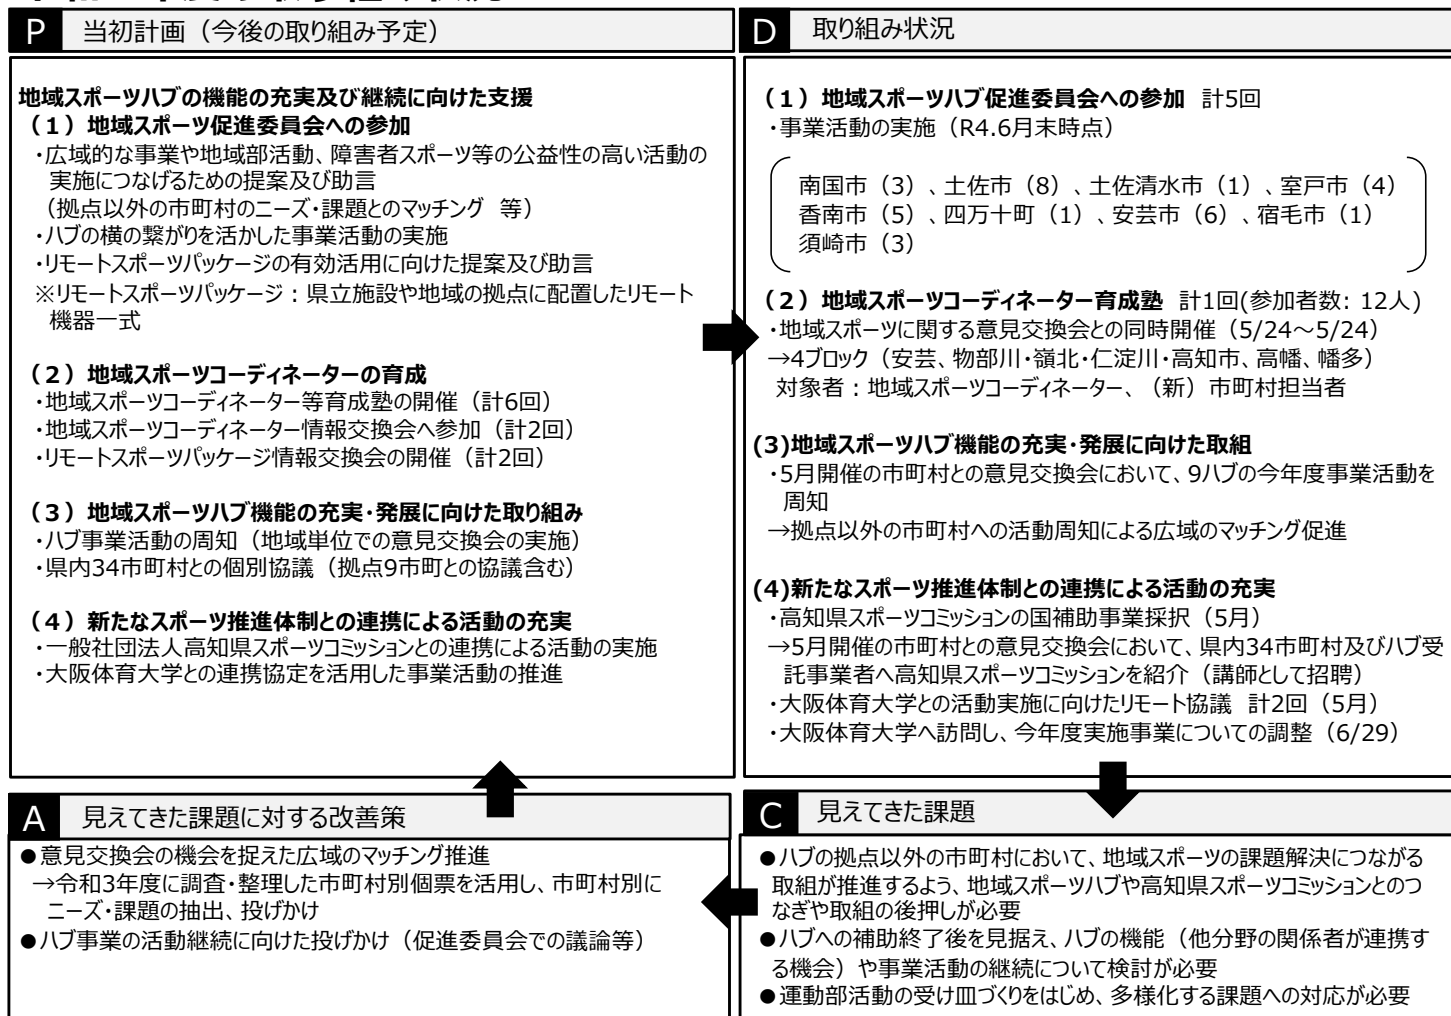 P 当初計画（今後の取り組み予定）
地域スポーツハブの機能の充実及び継続に向けた支援
（１）地域スポーツ促進委員会への参加
・広域的な事業や地域部活動、障害者スポーツ等の公益性の高い活動の
実施につなげるための提案及び助言
（拠点以外の市町村のニーズ・課題とのマッチング 等）
・ハブの横の繋がりを活かした事業活動の実施
・リモートスポーツパッケージの有効活用に向けた提案及び助言
※リモートスポーツパッケージ：県立施設や地域の拠点に配置したリモート
機器一式
（２）地域スポーツコーディネーターの育成
・地域スポーツコーディネーター等育成塾の開催（計6回）
・地域スポーツコーディネーター情報交換会へ参加（計2回）
・リモートスポーツパッケージ情報交換会の開催（計2回）
（３）地域スポーツハブ機能の充実・発展に向けた取り組み
・ハブ事業活動の周知（地域単位での意見交換会の実施）
・県内34市町村との個別協議（拠点9市町との協議含む）
（４）新たなスポーツ推進体制との連携による活動の充実
・一般社団法人高知県スポーツコミッションとの連携による活動の実施
・大阪体育大学との連携協定を活用した事業活動の推進
D 取り組み状況
（１）地域スポーツハブ促進委員会への参加 計5回
・事業活動の実施（R4.6月末時点）
南国市（3）、土佐市（8）、土佐清水市（1）、室戸市（4）
香南市（5）、四万十町（1）、安芸市（6）、宿毛市（1）
須崎市（3）
（２）地域スポーツコーディネーター育成塾 計1回(参加者数: 12人)
・地域スポーツに関する意見交換会との同時開催（5/24～5/24）
→4ブロック（安芸、物部川・嶺北・仁淀川・高知市、高幡、幡多）
対象者：地域スポーツコーディネーター、（新）市町村担当者
(３)地域スポーツハブ機能の充実・発展に向けた取組
・5月開催の市町村との意見交換会において、9ハブの今年度事業活動を
周知
→拠点以外の市町村への活動周知による広域のマッチング促進
(４)新たなスポーツ推進体制との連携による活動の充実
・高知県スポーツコミッションの国補助事業採択（5月）
→5月開催の市町村との意見交換会において、県内34市町村及びハブ受
託事業者へ高知県スポーツコミッションを紹介（講師として招聘）
・大阪体育大学との活動実施に向けたリモート協議 計2回（5月）
・大阪体育大学へ訪問し、今年度実施事業についての調整（6/29）
A 見えてきた課題に対する改善策
●意見交換会の機会を捉えた広域のマッチング推進
→令和3年度に調査・整理した市町村別個票を活用し、市町村別に
ニーズ・課題の抽出、投げかけ
●ハブ事業の活動継続に向けた投げかけ（促進委員会での議論等）
C 見えてきた課題
●ハブの拠点以外の市町村において、地域スポーツの課題解決につながる
取組が推進するよう、地域スポーツハブや高知県スポーツコミッションとのつ
なぎや取組の後押しが必要
●ハブへの補助終了後を見据え、ハブの機能（他分野の関係者が連携す
る機会）や事業活動の継続について検討が必要
●運動部活動の受け皿づくりをはじめ、多様化する課題への対応が必要